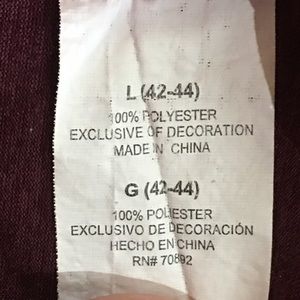 L (42-44)
100% POLYESTER
EXCLUSIVE OF DECORATION
MADE IN CHINA
G (42-44)
100% POLIESTER
EXCLUSIVO DE DECORACIÓN
HECHO EN CHINA
RN# 70892